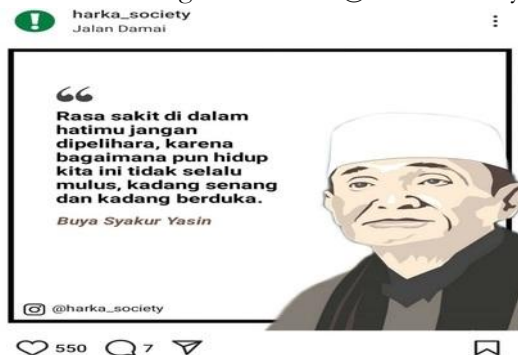 harka_society
Jalan Damai
Rasa sakit di dalam
hatimu jangan
dipelihara, karena
bagaimana pun hidup
kita ini tidak selalu
mulus, kadang senang
dan kadang berduka.
Buya Syakur Yasin
@harka_society
550 7